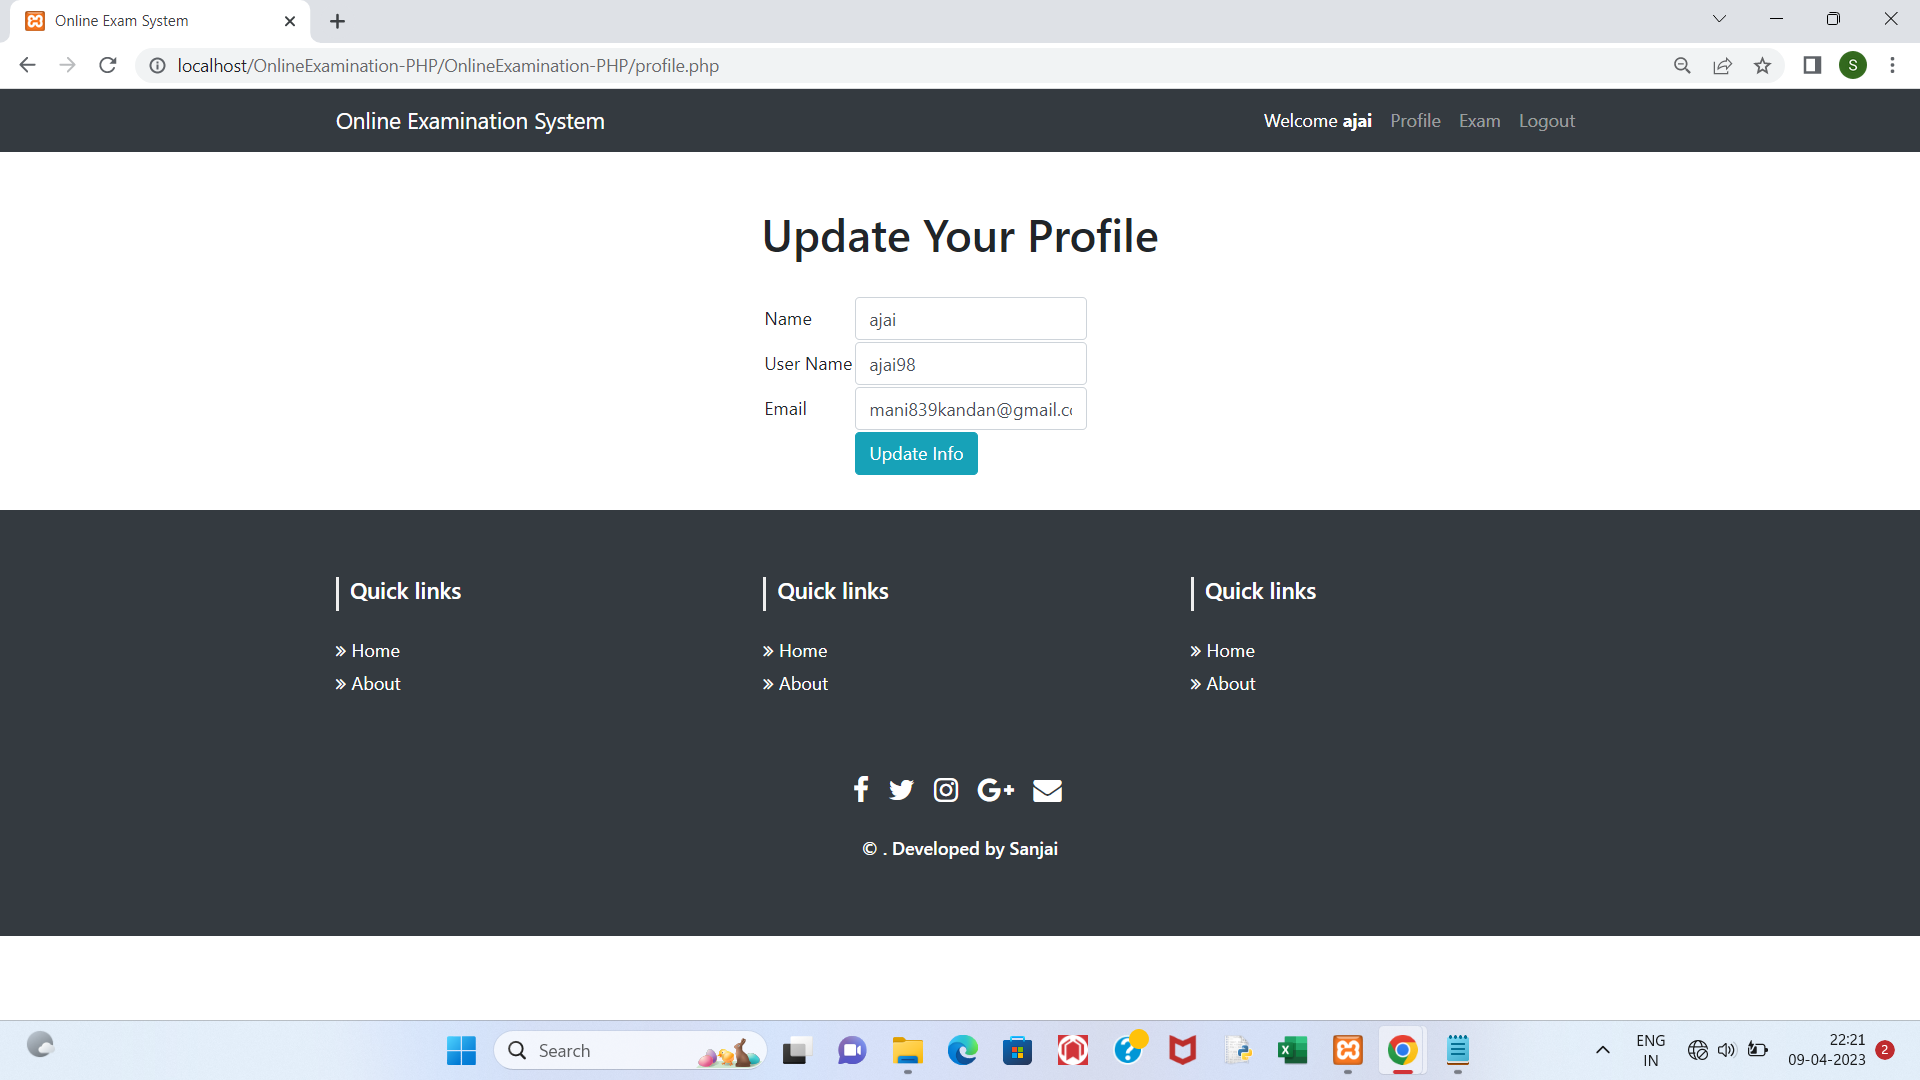 Online Exam System
localhost/OnlineExamination-PHP/OnlineExamination-PHP/profile.php
S
Online Examination System
Welcome ajai Profile Exam Logout
Update Your Profile
Name ajai
User Name ajai98
Email mani839kandan@gmail.co
Update Info
Quick links Quick links Quick links
» Home » Home » Home
» About » About » About
© . Developed by Sanjai
Search
ENG
IN
22:21
09-04-2023
2